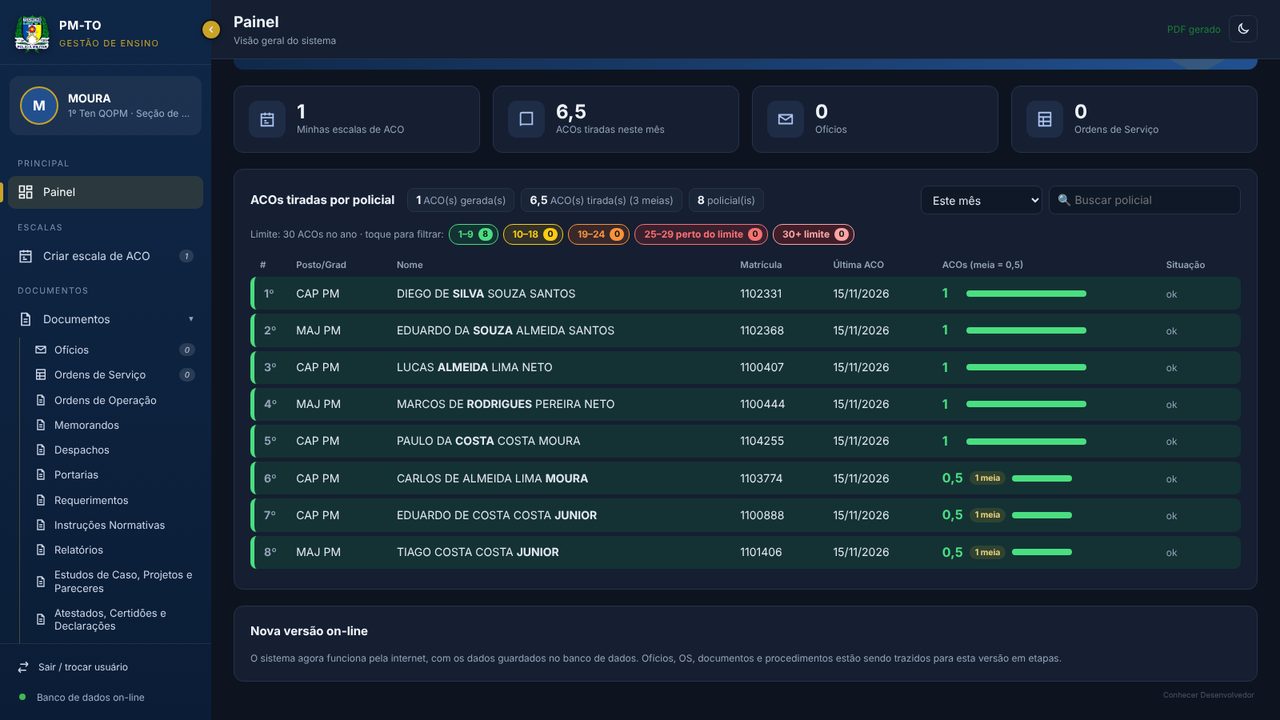 PM-TO
GESTÃO DE ENSINO
M
MOURA
1º Ten QOPM · Seção de ...
PRINCIPAL
Painel
ESCALAS
Criar escala de ACO 1
DOCUMENTOS
Documentos
Ofícios 0
Ordens de Serviço 0
Ordens de Operação
Memorandos
Despachos
Portarias
Requerimentos
Instruções Normativas
Relatórios
Estudos de Caso, Projetos e
Pareceres
Atestados, Certidões e
Declarações
Sair / trocar usuário
Banco de dados on-line
Painel
Visão geral do sistema
PDF gerado
1
Minhas escalas de ACO
6,5
ACOs tiradas neste mês
0
Ofícios
0
Ordens de Serviço
ACOs tiradas por policial 1 ACO(s) gerada(s) 6,5 ACO(s) tirada(s) (3 meias) 8 policial(is) Este mês Buscar policial
Limite: 30 ACOs no ano · toque para filtrar: 1–9 8 10–18 0 19–24 0 25–29 perto do limite 0 30+ limite 0
# Posto/Grad Nome Matrícula Última ACO ACOs (meia = 0,5) Situação
1º CAP PM DIEGO DE SILVA SOUZA SANTOS 1102331 15/11/2026 1 ok
2º MAJ PM EDUARDO DA SOUZA ALMEIDA SANTOS 1102368 15/11/2026 1 ok
3º CAP PM LUCAS ALMEIDA LIMA NETO 1100407 15/11/2026 1 ok
4º MAJ PM MARCOS DE RODRIGUES PEREIRA NETO 1100444 15/11/2026 1 ok
5º CAP PM PAULO DA COSTA COSTA MOURA 1104255 15/11/2026 1 ok
6º CAP PM CARLOS DE ALMEIDA LIMA MOURA 1103774 15/11/2026 0,5 1 meia ok
7º CAP PM EDUARDO DE COSTA COSTA JUNIOR 1100888 15/11/2026 0,5 1 meia ok
8º MAJ PM TIAGO COSTA COSTA JUNIOR 1101406 15/11/2026 0,5 1 meia ok
Nova versão on-line
O sistema agora funciona pela internet, com os dados guardados no banco de dados. Ofícios, OS, documentos e procedimentos estão sendo trazidos para esta versão em etapas.
Conhecer Desenvolvedor